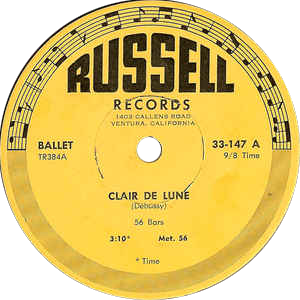 RUSSELL
RECORDS
1403 CALLENS ROAD
VENTURA, CALIFORNIA
BALLET
TR384A
33-147 A
9/8 Time
CLAIR DE LUNE
(Debussy)
56 Bars
3:10* Met. 56
* Time